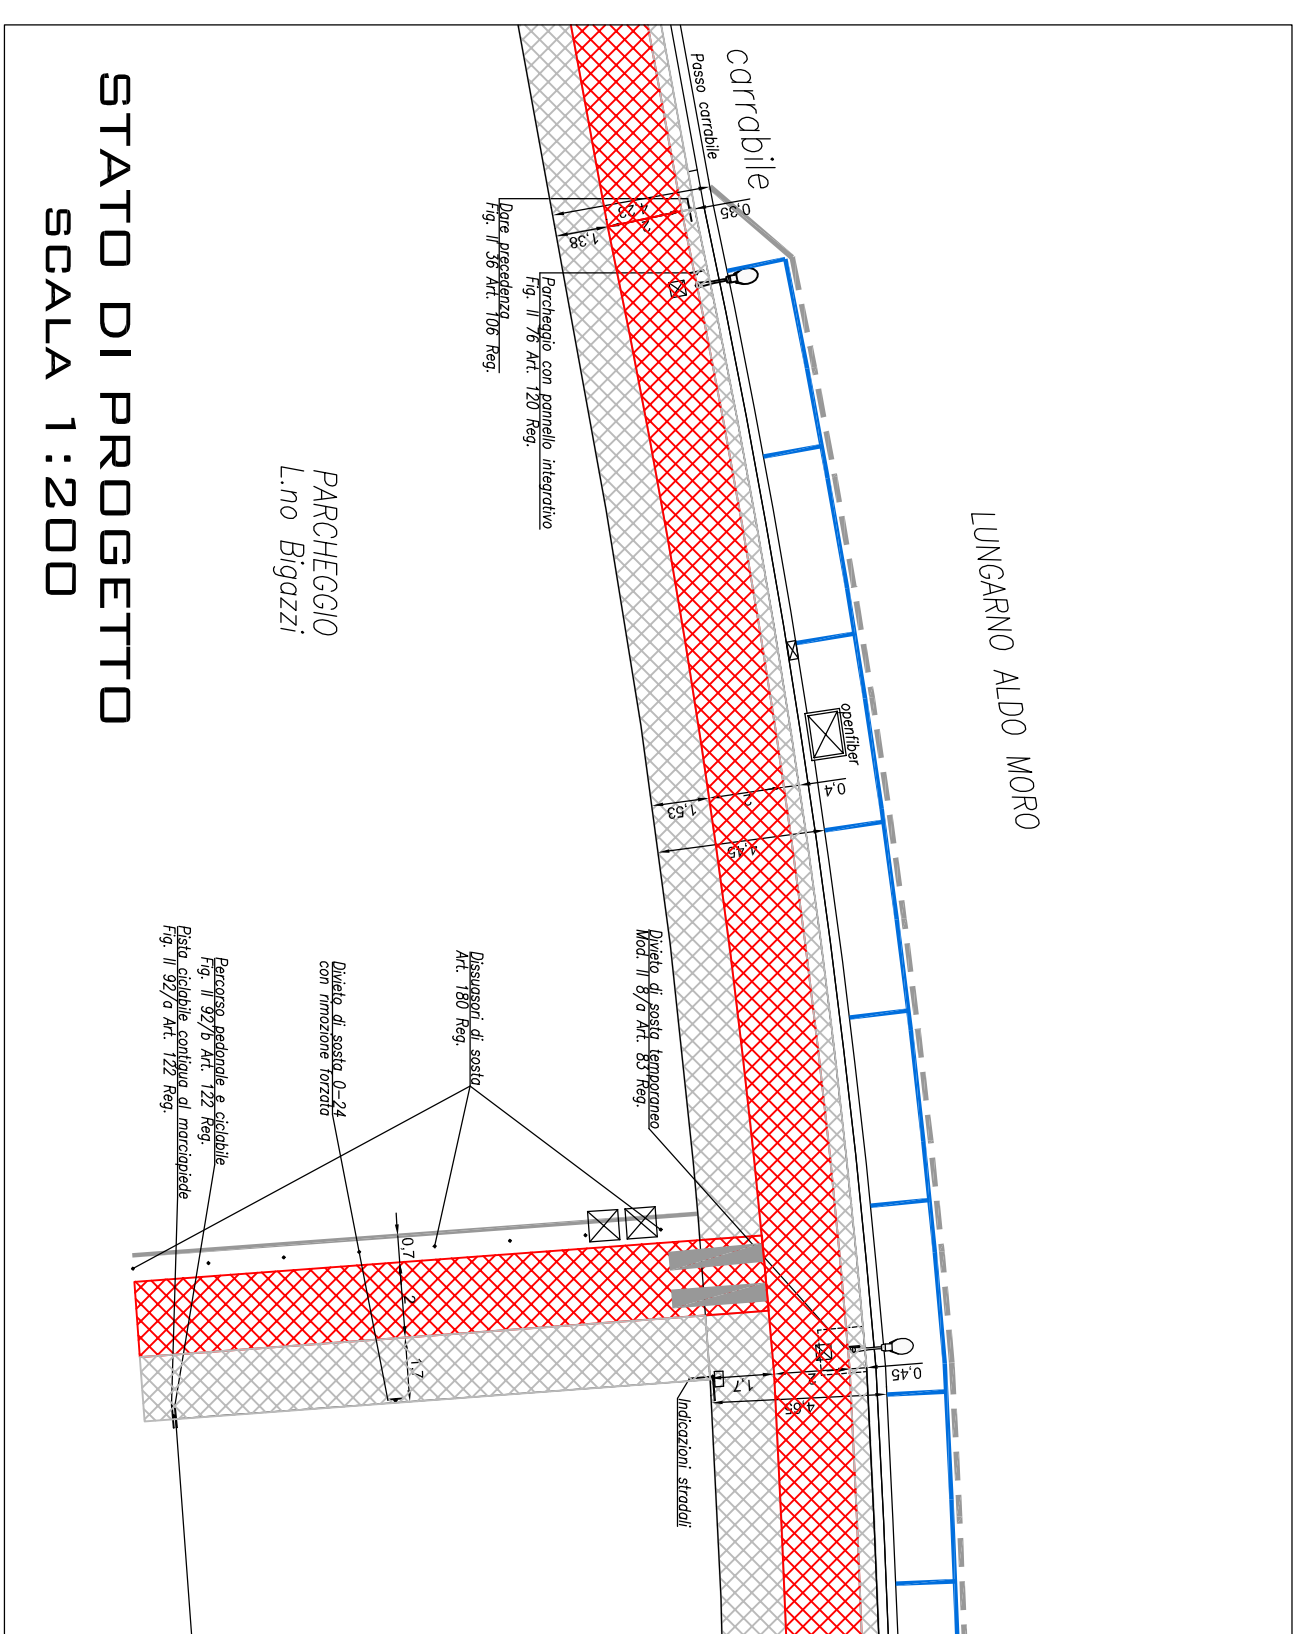 STATO DI PROGETTO
SCALA 1:200
LUNGARNO ALDO MORO
carrabile
Passo carrabile
0,35
4,23
2
1,38
Dare precedenza
Fig. II 36 Art. 106 Reg.
Parcheggio con pannello integrativo
Fig. II 76 Art. 120 Reg.
PARCHEGGIO
L.no Bigazzi
openfiber
0,4
2
1,53
4,45
Divieto di sosta temporaneo
Mod. II 8/a Art. 83 Reg.
Dissuasori di sosta
Art. 180 Reg.
Divieto di sosta 0-24
con rimozione forzata
Percorso pedonale e ciclabile
Fig. II 92/b Art. 122 Reg.
Pista ciclabile contigua al marciapiede
Fig. II 92/a Art. 122 Reg.
0,7
2
1,7
0,45
2
1,7
4,65
Indicazioni stradali